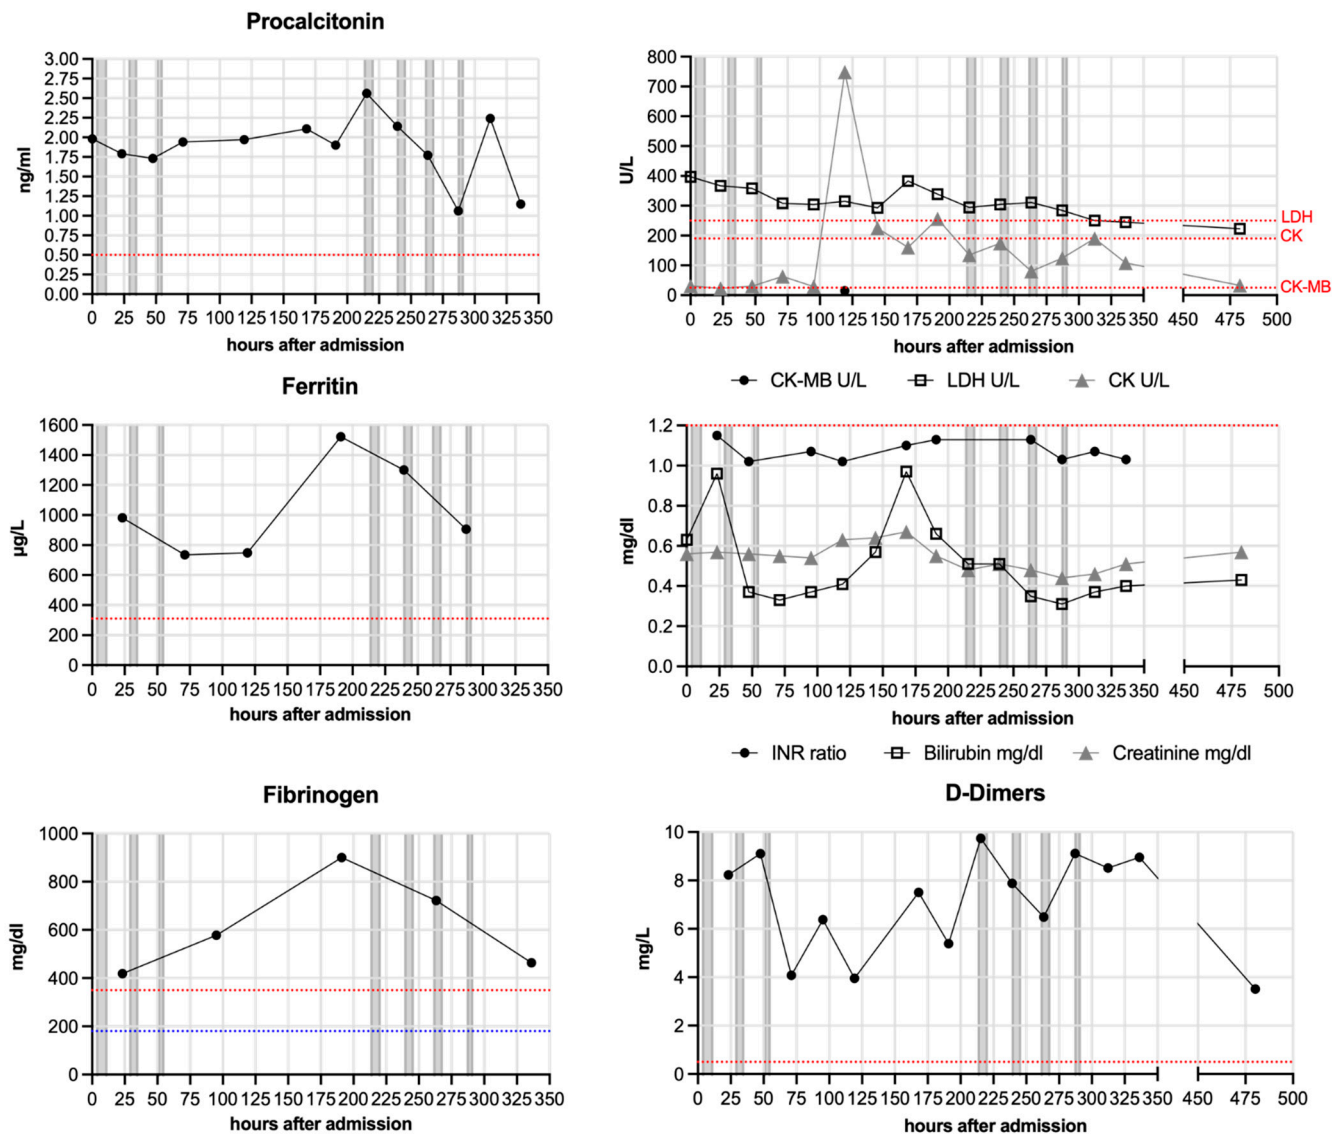 Procalcitonin
3.00
2.75
2.50
2.25
2.00
1.75
1.50
1.25
1.00
0.75
0.50
0.25
0.00
ng/ml
0 25 50 75 100 125 150 175 200 225 250 275 300 325 350
hours after admission
800
700
600
500
400
300
200
100
0
U/L
LDH
CK
CK-MB
0 25 50 75 100 125 150 175 200 225 250 275 300 350 450 475 500
hours after admission
CK-MB U/L LDH U/L CK U/L
Ferritin
1600
1400
1200
1000
800
600
400
200
0
µg/L
0 25 50 75 100 125 150 175 200 225 250 275 300 325 350
hours after admission
1.2
1.0
0.8
0.6
0.4
0.2
0.0
mg/dl
0 25 50 75 100 125 150 175 200 225 250 275 300 350 450 475 500
hours after admission
INR ratio Bilirubin mg/dl Creatinine mg/dl
Fibrinogen
1000
800
600
400
200
0
mg/dl
0 25 50 75 100 125 150 175 200 225 250 275 300 325 350
hours after admission
D-Dimers
10
8
6
4
2
0
mg/L
0 25 50 75 100 125 150 175 200 225 250 275 300 325 350 450 475 500
hours after admission